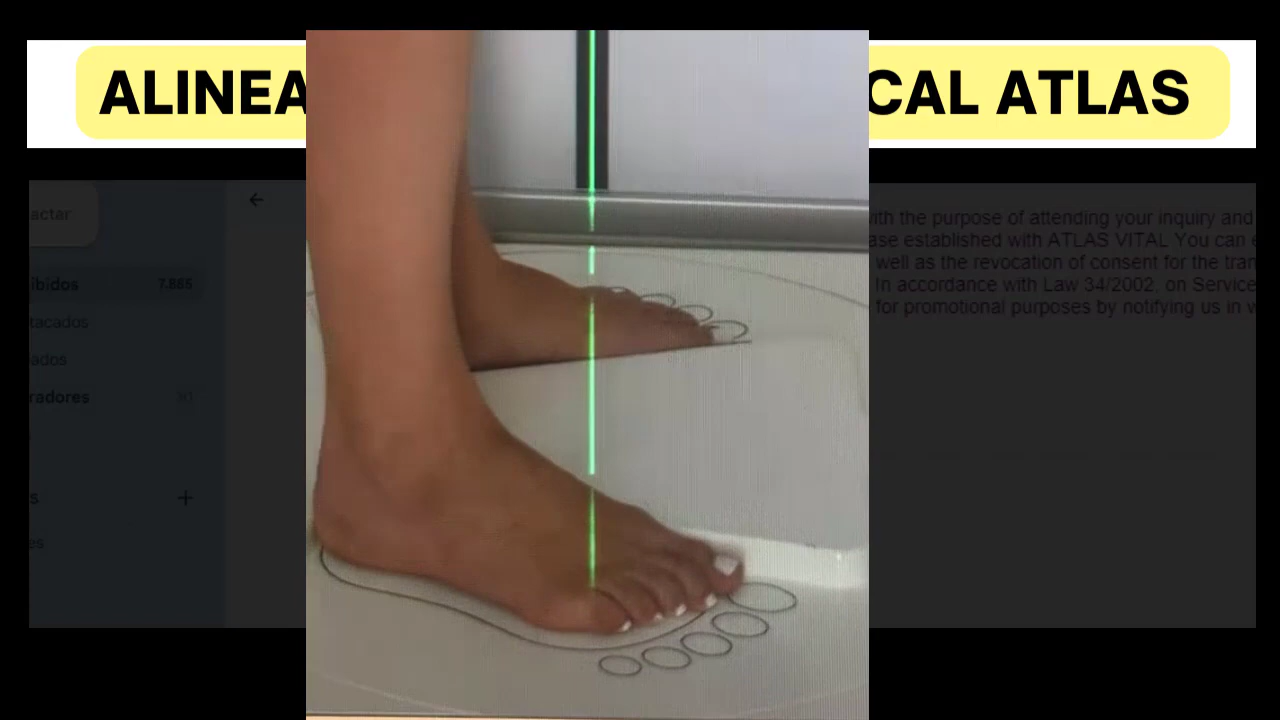 ALINEA
CAL ATLAS
actar
ibidos 7.885
tacados
with the purpose of attending your inquiry and
ase established with ATLAS VITAL You can e
well as the revocation of consent for the tran
In accordance with Law 34/2002, on Service
for promotional purposes by notifying us in w
ados
radores
s +
es